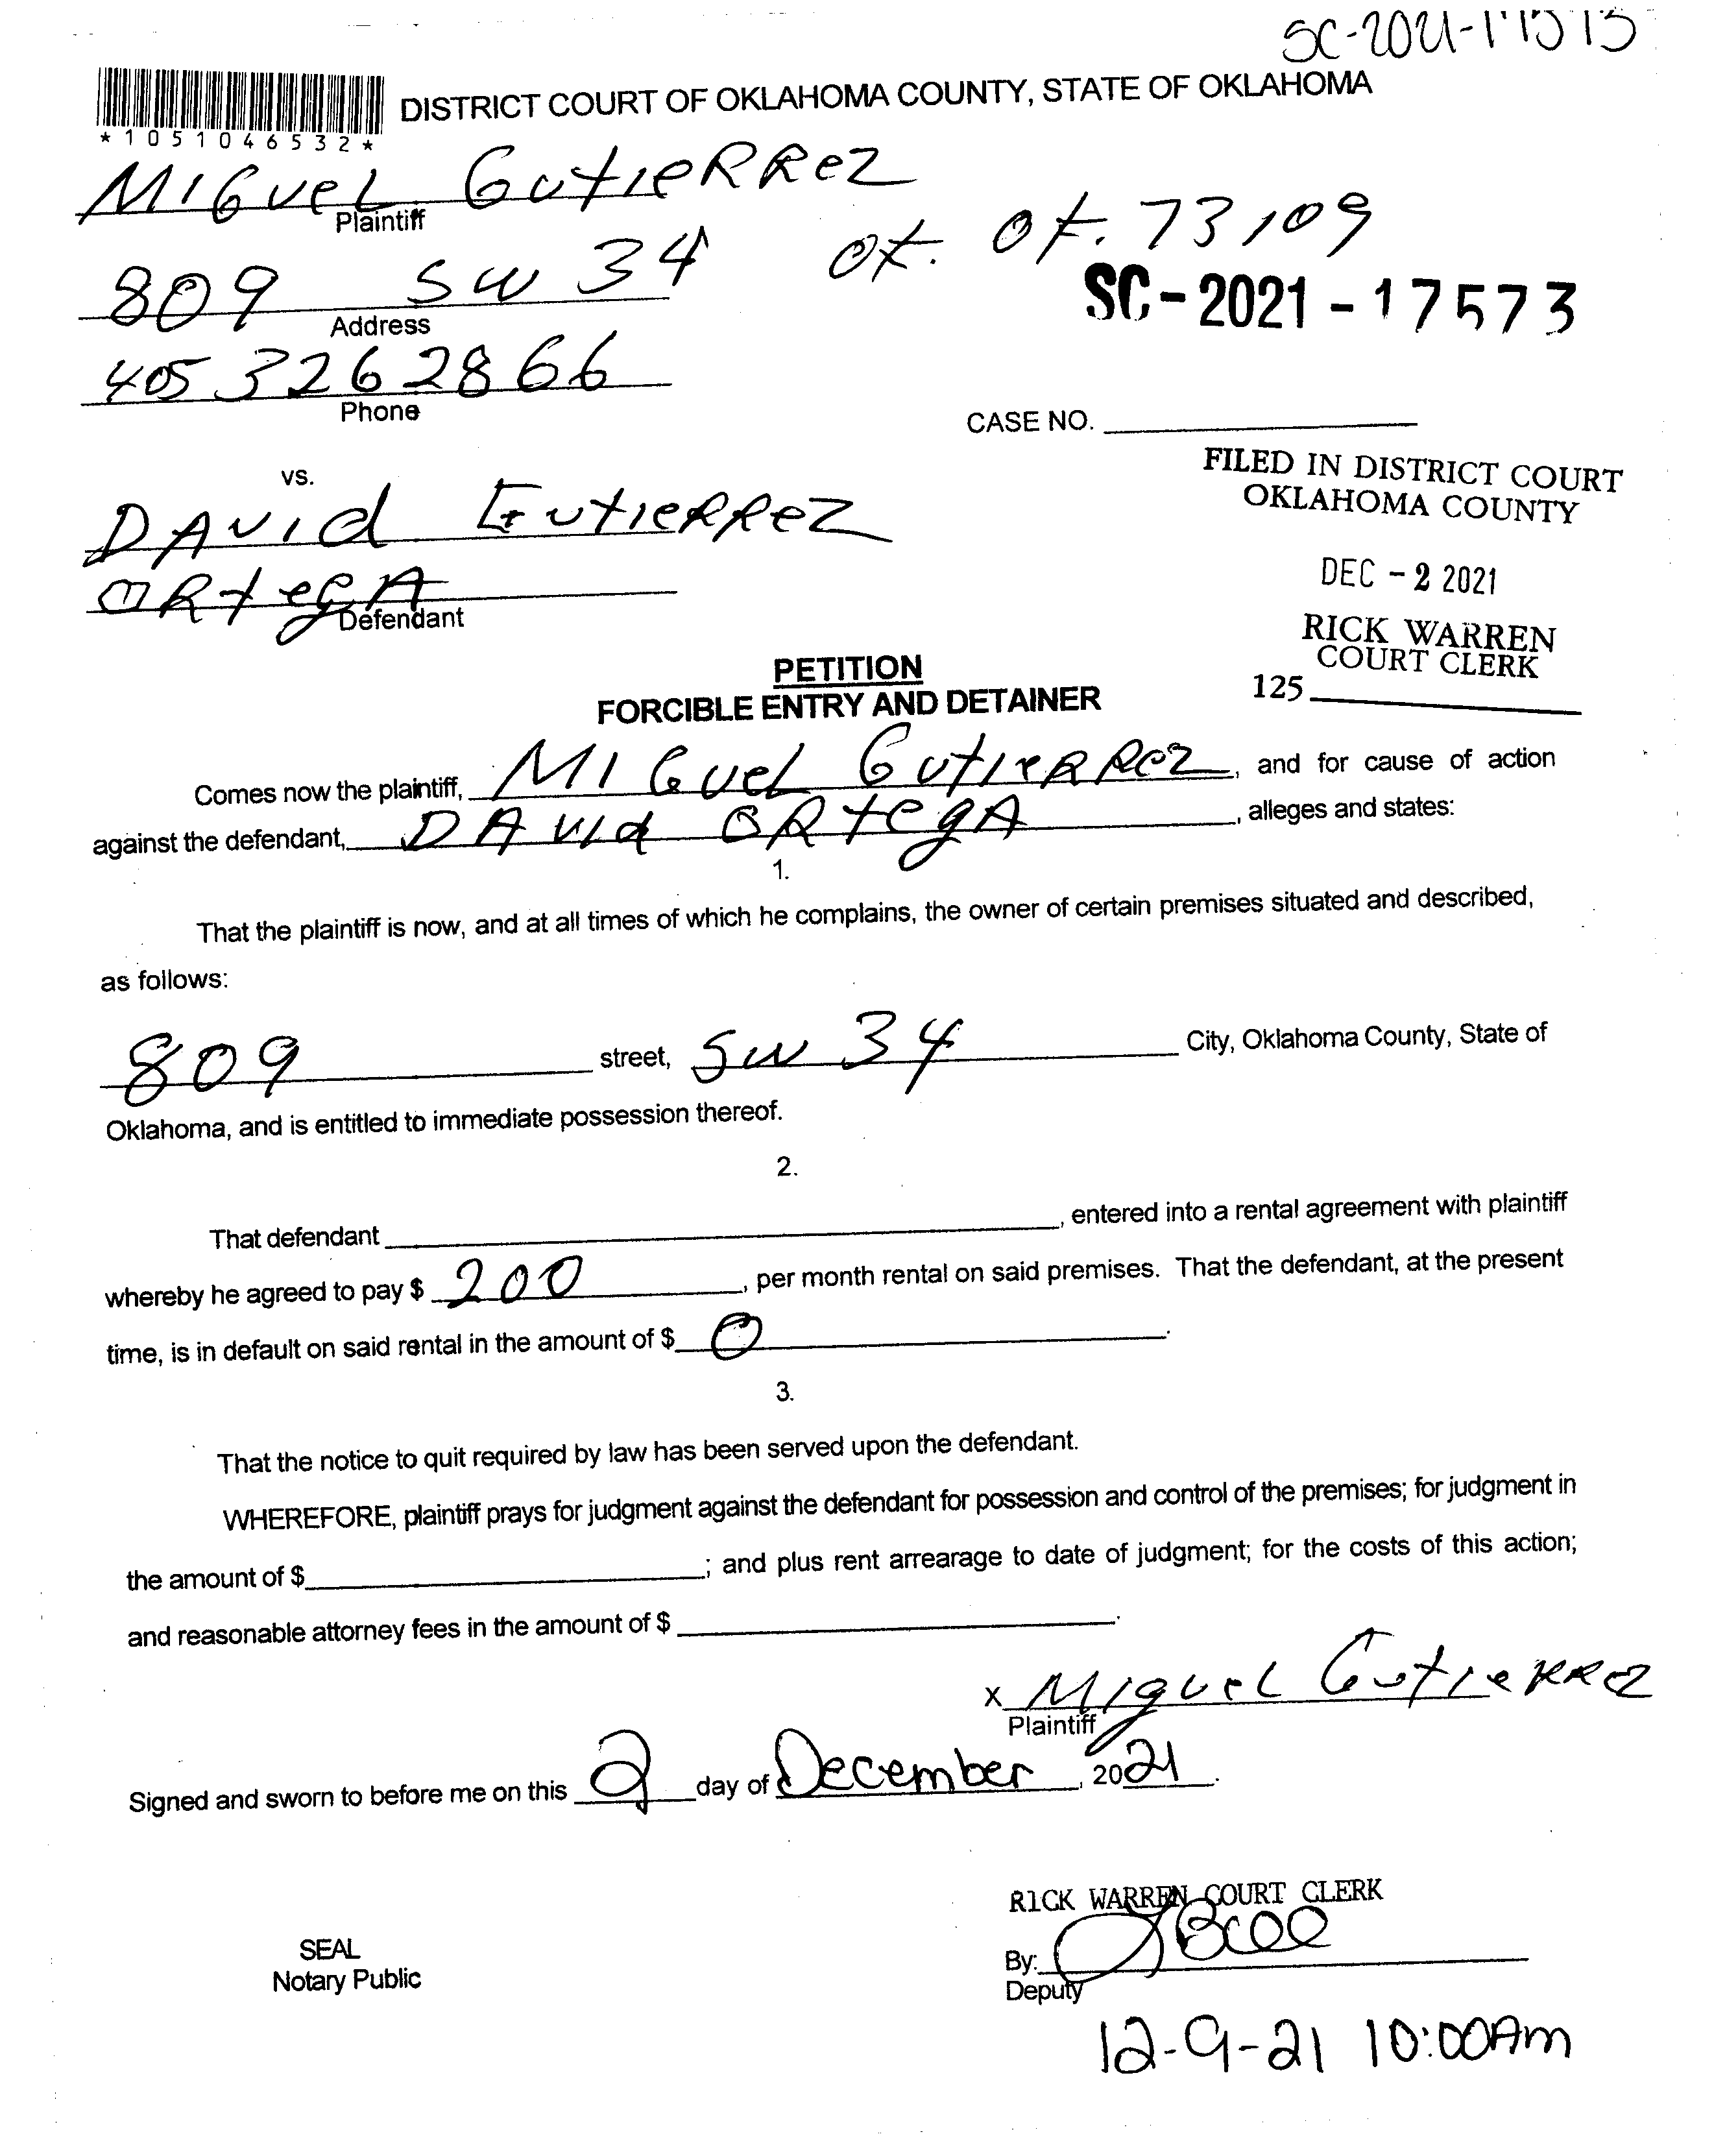 SC-2021-17573
DISTRICT COURT OF OKLAHOMA COUNTY, STATE OF OKLAHOMA
*1051046532*
MIGUEL GUTIERREZ
Plaintiff
809 SW 34 OK. OK. 73109
Address
SC-2021-17573
405 3262866
Phone
CASE NO.
FILED IN DISTRICT COURT
OKLAHOMA COUNTY
vs.
DAVId GUTIERREZ
DEC - 2 2021
ORtegA
Defendant
RICK WARREN
COURT CLERK
125
PETITION
FORCIBLE ENTRY AND DETAINER
Comes now the plaintiff, MIGUEL GUTIERREZ, and for cause of action
against the defendant, DAVId ORtegA, alleges and states:
1.
That the plaintiff is now, and at all times of which he complains, the owner of certain premises situated and described,
as follows:
809 street, SW 34 City, Oklahoma County, State of
Oklahoma, and is entitled to immediate possession thereof.
2.
That defendant , entered into a rental agreement with plaintiff
whereby he agreed to pay $ 200, per month rental on said premises. That the defendant, at the present
time, is in default on said rental in the amount of $ 0.
3.
That the notice to quit required by law has been served upon the defendant.
WHEREFORE, plaintiff prays for judgment against the defendant for possession and control of the premises; for judgment in
the amount of $ ; and plus rent arrearage to date of judgment; for the costs of this action;
and reasonable attorney fees in the amount of $ .
X Miguel Gutierrez
Plaintiff
Signed and sworn to before me on this 2 day of December, 2021.
RICK WARREN COURT CLERK
SEAL
Notary Public
By:
Deputy
12-9-21 10:00Am